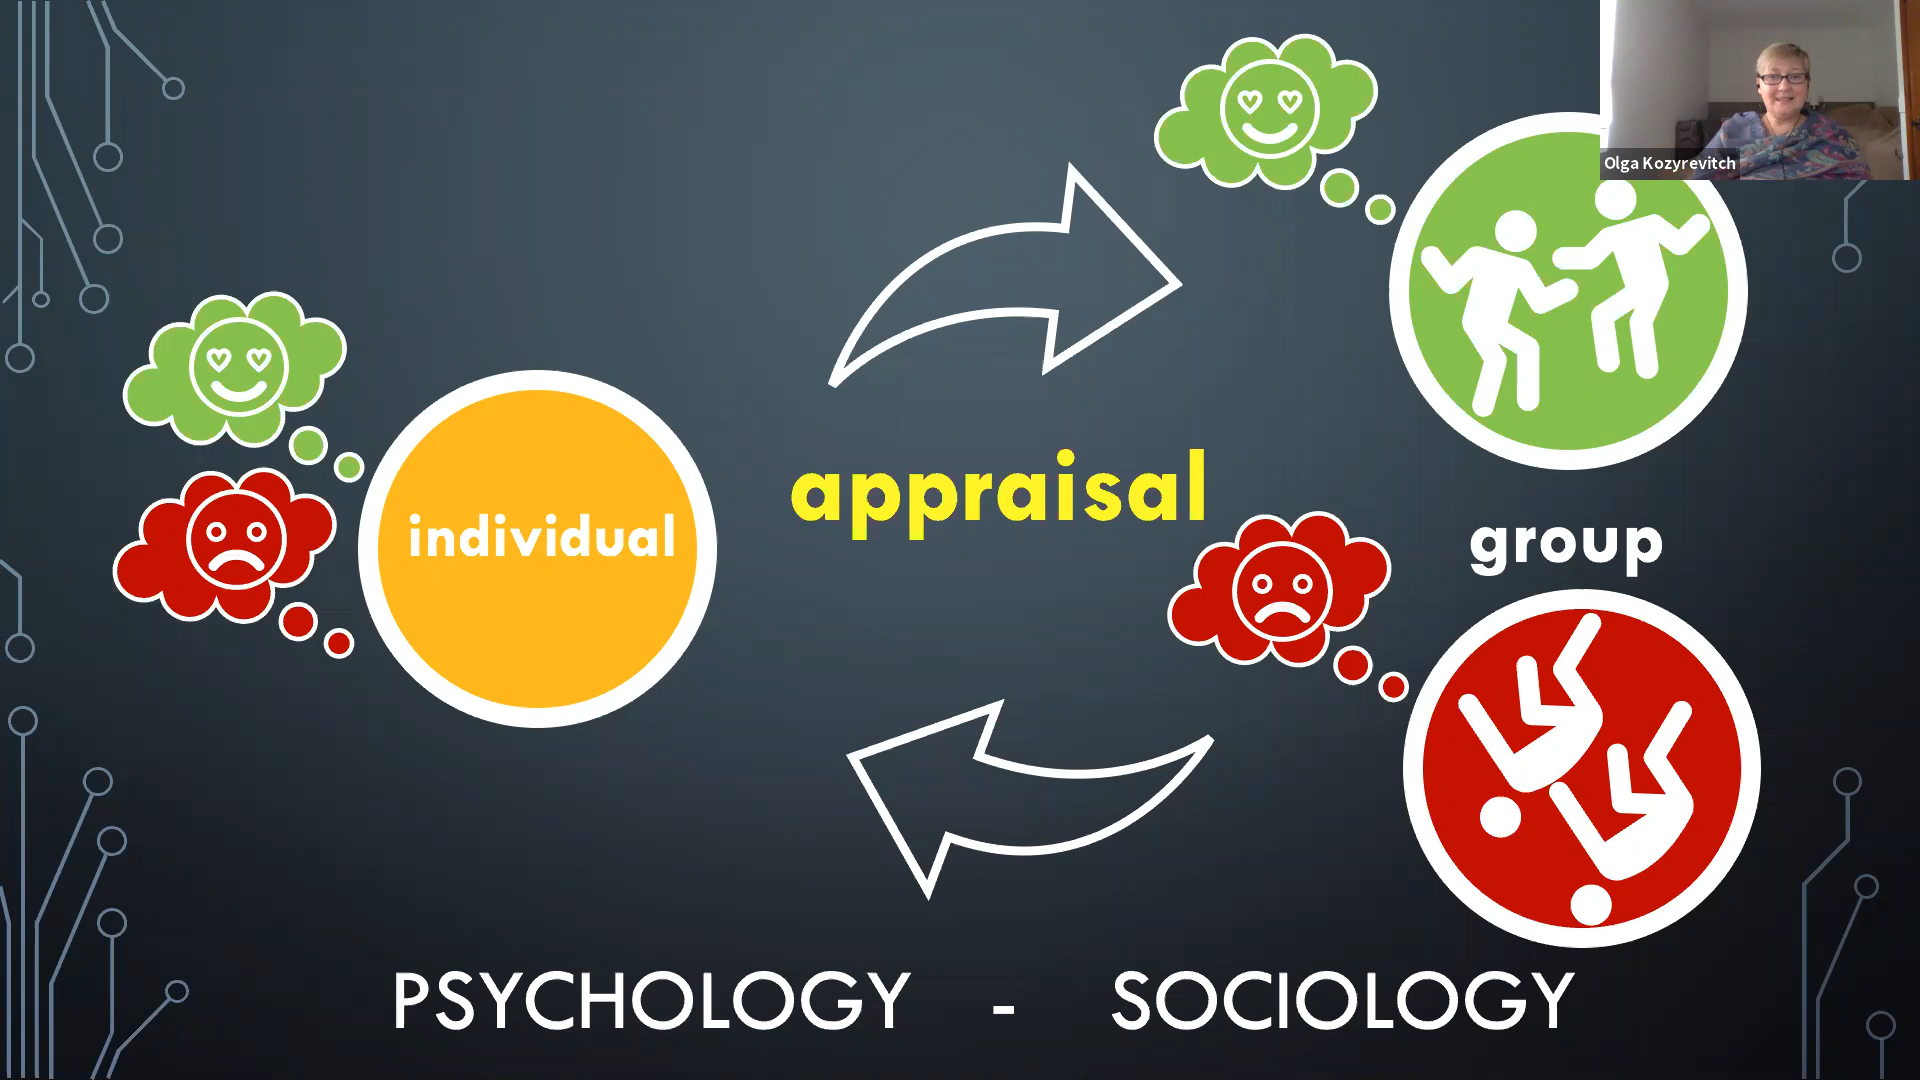 Olga Kozyrevitch
individual
appraisal
group
PSYCHOLOGY - SOCIOLOGY